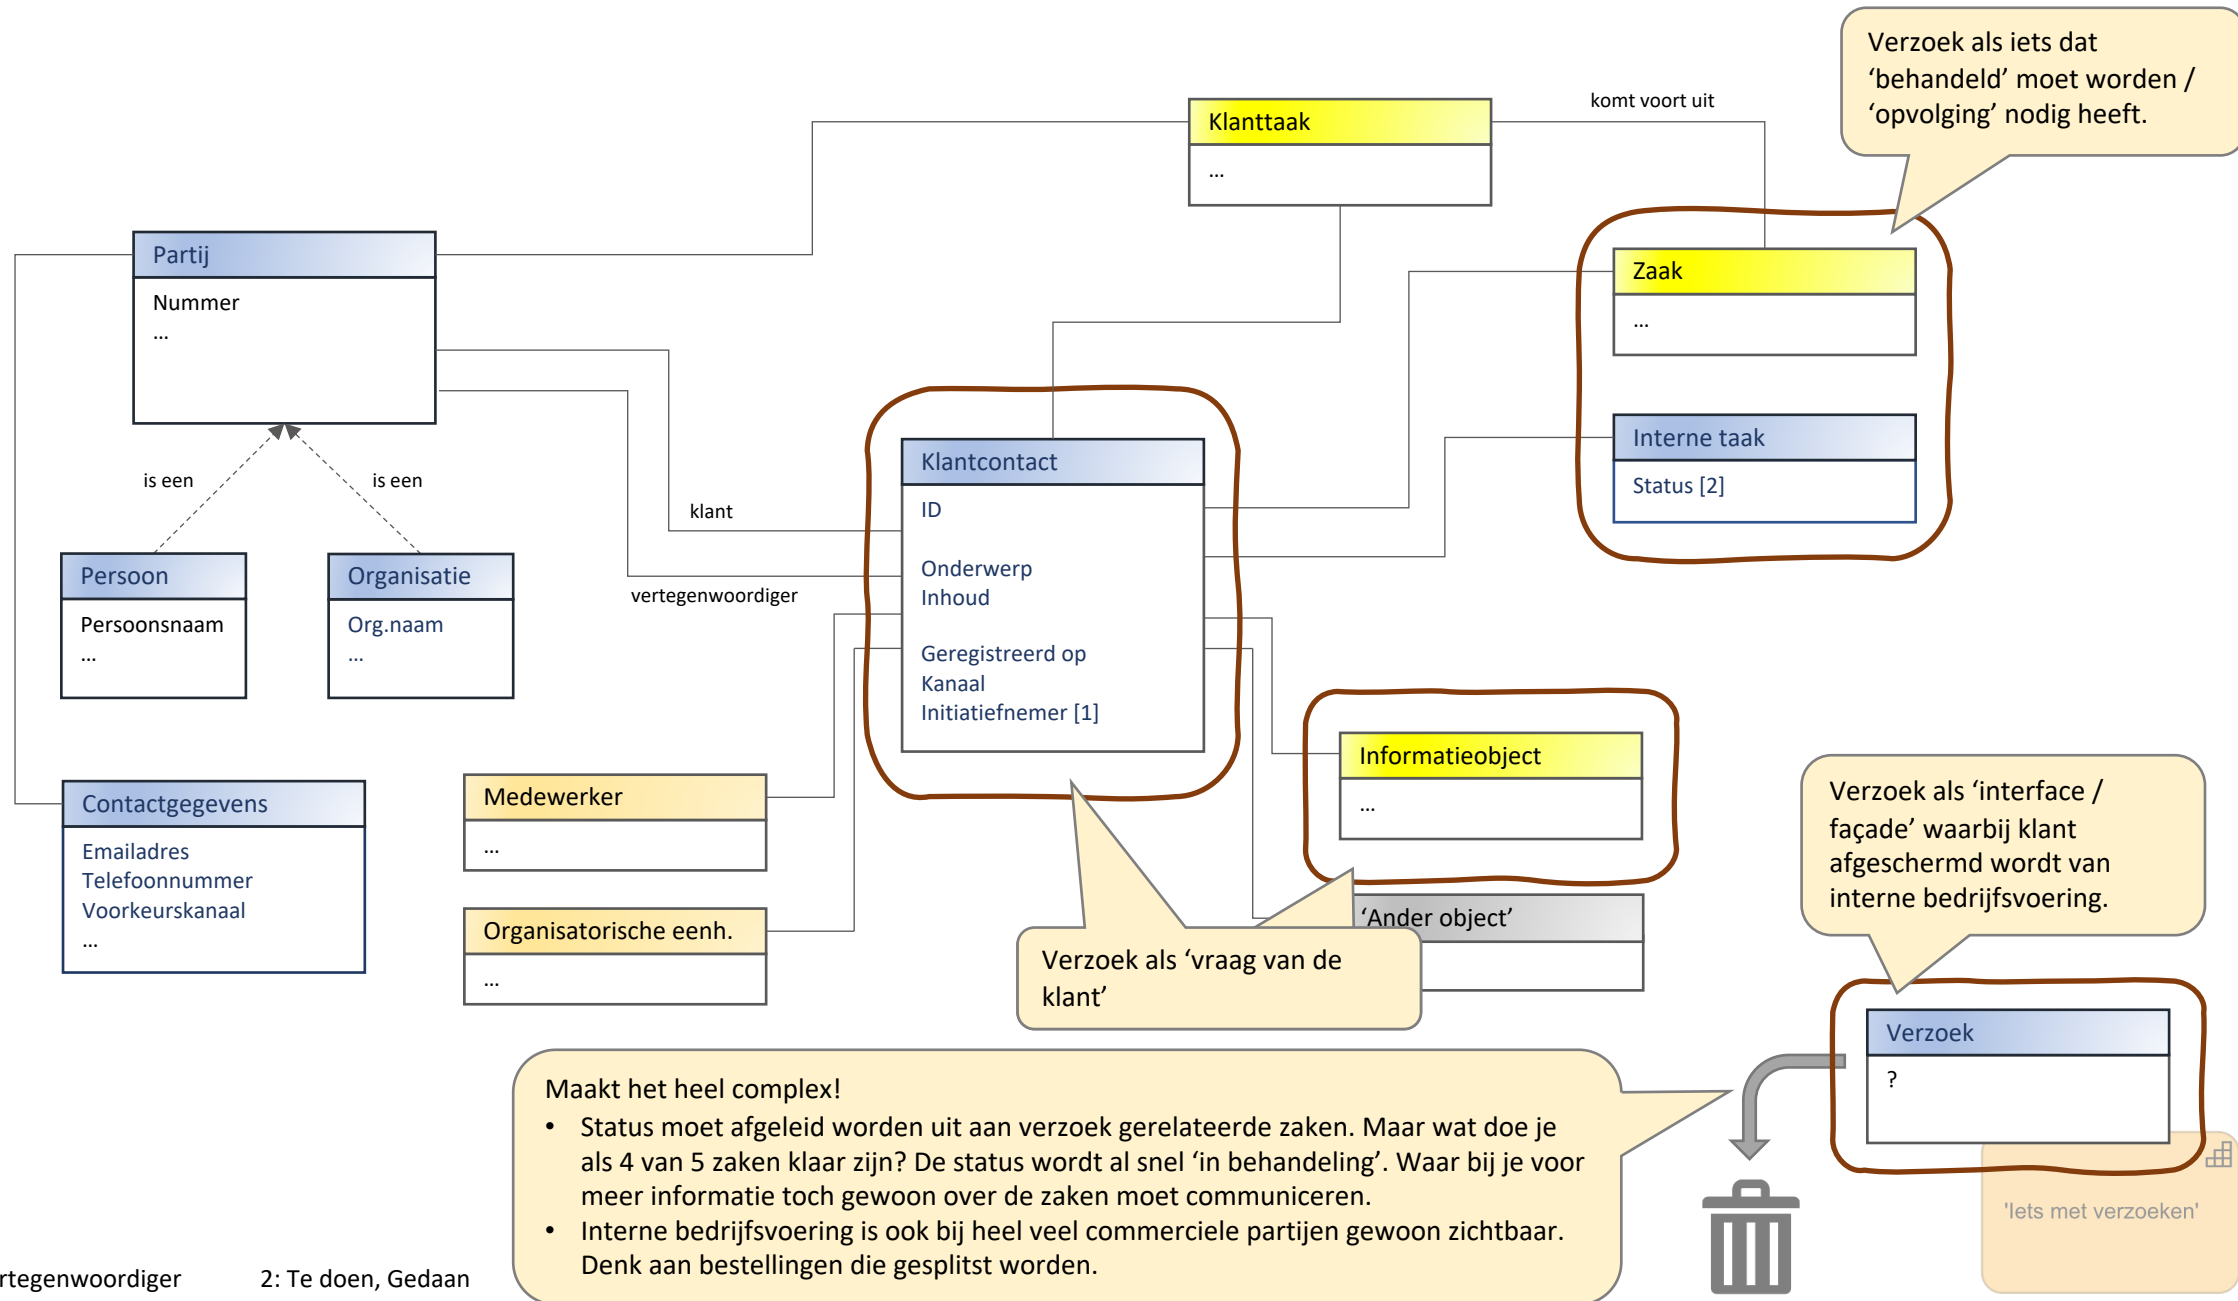 Verzoek als iets dat
‘behandeld’ moet worden /
‘opvolging’ nodig heeft.
komt voort uit
Klanttaak
...
Partij
Nummer
...
Zaak
...
is een
is een
klant
vertegenwoordiger
Klantcontact
ID
Onderwerp
Inhoud
Geregistreerd op
Kanaal
Initiatiefnemer [1]
Interne taak
Status [2]
Persoon
Persoonsnaam
...
Organisatie
Org.naam
...
Informatieobject
...
Contactgegevens
Emailadres
Telefoonnummer
Voorkeurskanaal
...
Medewerker
...
Organisatorische eenh.
...
‘Ander object’
Verzoek als ‘vraag van de
klant’
Verzoek als ‘interface /
façade’ waarbij klant
afgeschermd wordt van
interne bedrijfsvoering.
Verzoek
?
'Iets met verzoeken'
Maakt het heel complex!
• Status moet afgeleid worden uit aan verzoek gerelateerde zaken. Maar wat doe je
als 4 van 5 zaken klaar zijn? De status wordt al snel ‘in behandeling’. Waar bij je voor
meer informatie toch gewoon over de zaken moet communiceren.
• Interne bedrijfsvoering is ook bij heel veel commerciele partijen gewoon zichtbaar.
Denk aan bestellingen die gesplitst worden.
rtegenwoordiger 2: Te doen, Gedaan